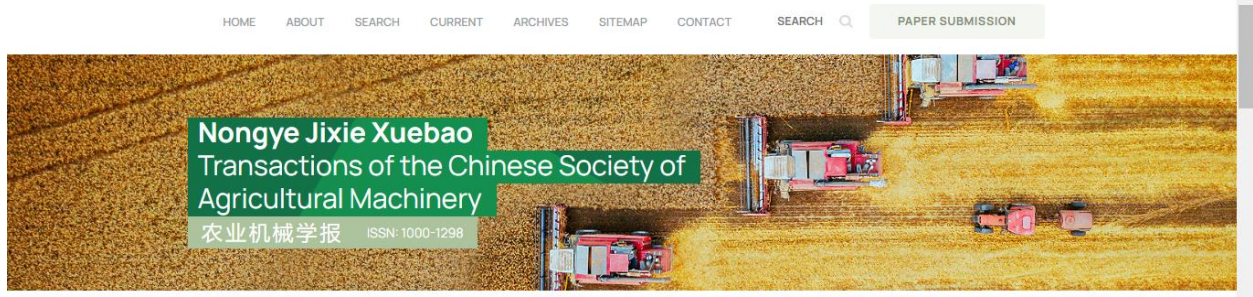 HOME ABOUT SEARCH CURRENT ARCHIVES SITEMAP CONTACT SEARCH PAPER SUBMISSION
Nongye Jixie Xuebao
Transactions of the Chinese Society of
Agricultural Machinery
农业机械学报 ISSN: 1000-1298